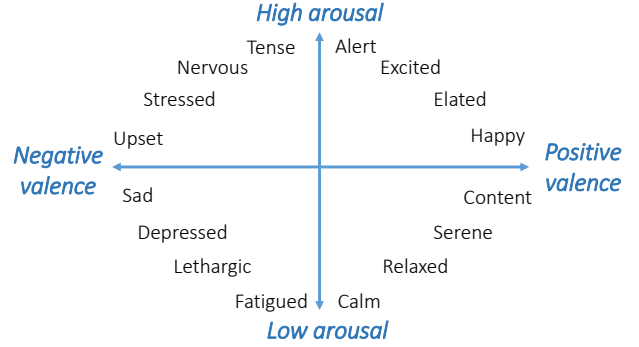 High arousal
Tense Alert
Nervous Excited
Stressed Elated
Upset Happy
Negative
valence
Positive
valence
Sad Content
Depressed Serene
Lethargic Relaxed
Fatigued Calm
Low arousal